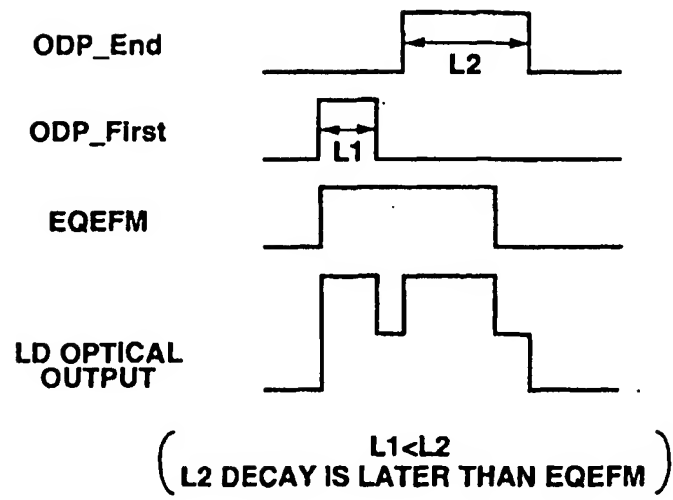 ODP_End
L2
ODP_First
L1
EQEFM
LD OPTICAL
OUTPUT
L1<L2
L2 DECAY IS LATER THAN EQEFM